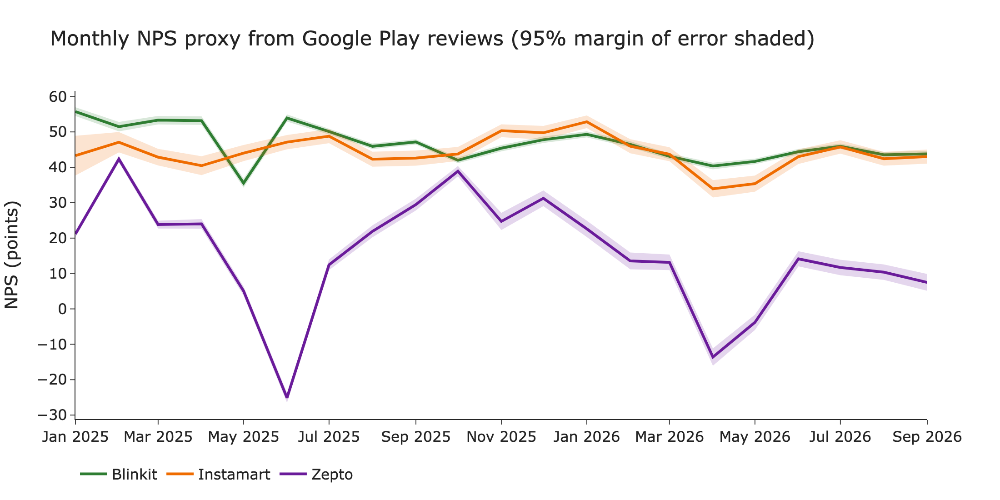 Monthly NPS proxy from Google Play reviews (95% margin of error shaded)
NPS (points)
60
50
40
30
20
10
0
−10
−20
−30
Jan 2025 Mar 2025 May 2025 Jul 2025 Sep 2025 Nov 2025 Jan 2026 Mar 2026 May 2026 Jul 2026 Sep 2026
Blinkit Instamart Zepto